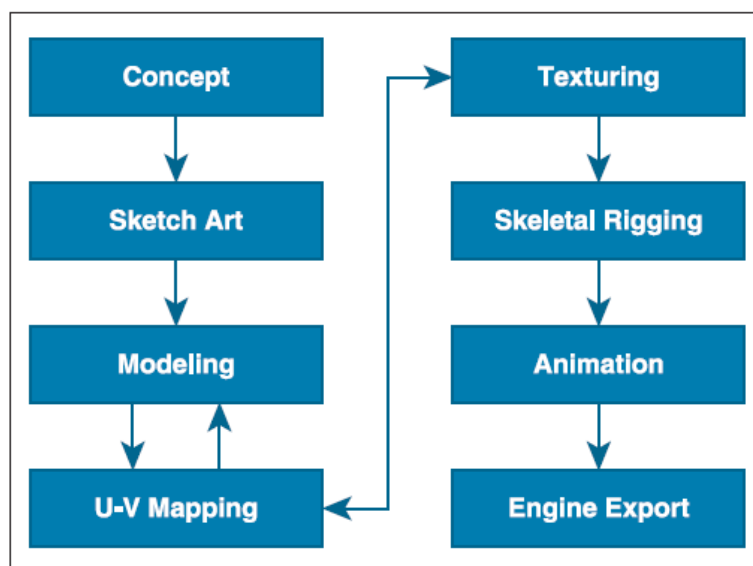 Concept
Sketch Art
Modeling
U-V Mapping
Texturing
Skeletal Rigging
Animation
Engine Export